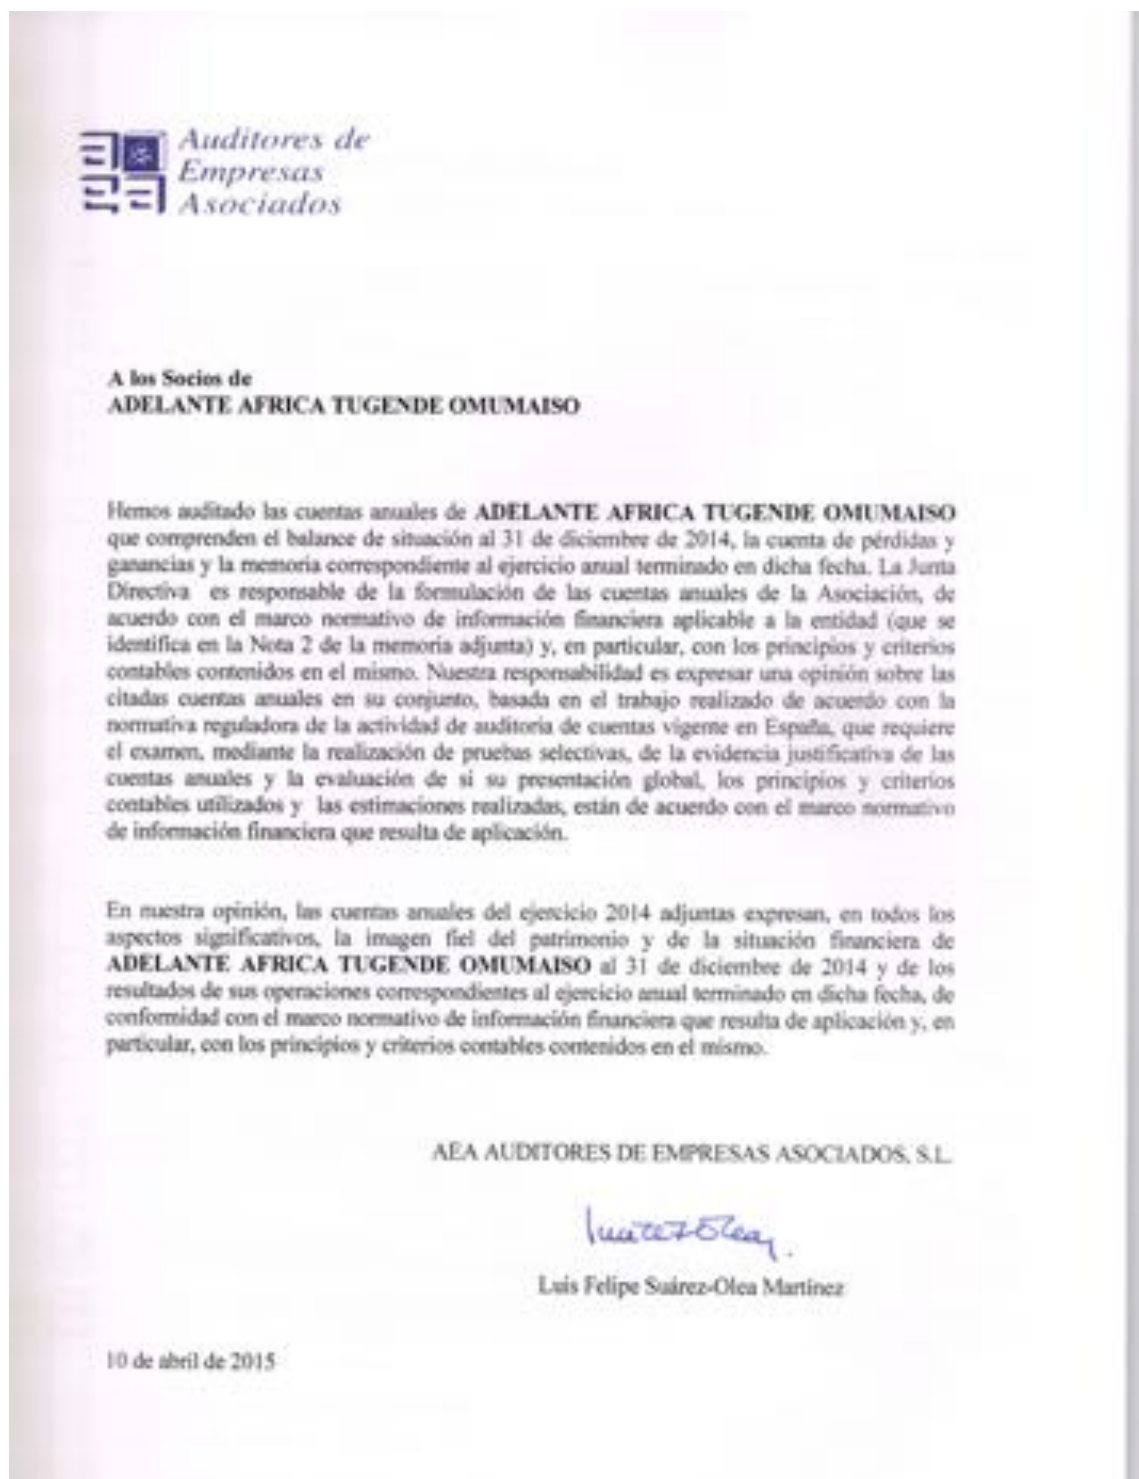 Auditores de
Empresas
Asociados
A los Socios de
ADELANTE AFRICA TUGENDE OMUMAISO
Hemos auditado las cuentas anuales de ADELANTE AFRICA TUGENDE OMUMAISO
que comprenden el balance de situación al 31 de diciembre de 2014, la cuenta de pérdidas y
ganancias y la memoria correspondiente al ejercicio anual terminado en dicha fecha. La Junta
Directiva es responsable de la formulación de las cuentas anuales de la Asociación, de
acuerdo con el marco normativo de información financiera aplicable a la entidad (que se
identifica en la Nota 2 de la memoria adjunta) y, en particular, con los principios y criterios
contables contenidos en el mismo. Nuestra responsabilidad es expresar una opinión sobre las
citadas cuentas anuales en su conjunto, basada en el trabajo realizado de acuerdo con la
normativa reguladora de la actividad de auditoría de cuentas vigente en España, que requiere
el examen, mediante la realización de pruebas selectivas, de la evidencia justificativa de las
cuentas anuales y la evaluación de si su presentación global, los principios y criterios
contables utilizados y las estimaciones realizadas, están de acuerdo con el marco normativo
de información financiera que resulta de aplicación.
En nuestra opinión, las cuentas anuales del ejercicio 2014 adjuntas expresan, en todos los
aspectos significativos, la imagen fiel del patrimonio y de la situación financiera de
ADELANTE AFRICA TUGENDE OMUMAISO al 31 de diciembre de 2014 y de los
resultados de sus operaciones correspondientes al ejercicio anual terminado en dicha fecha, de
conformidad con el marco normativo de información financiera que resulta de aplicación y, en
particular, con los principios y criterios contables contenidos en el mismo.
AEA AUDITORES DE EMPRESAS ASOCIADOS, S.L.
Luis Felipe Suárez-Olea Martínez
10 de abril de 2015